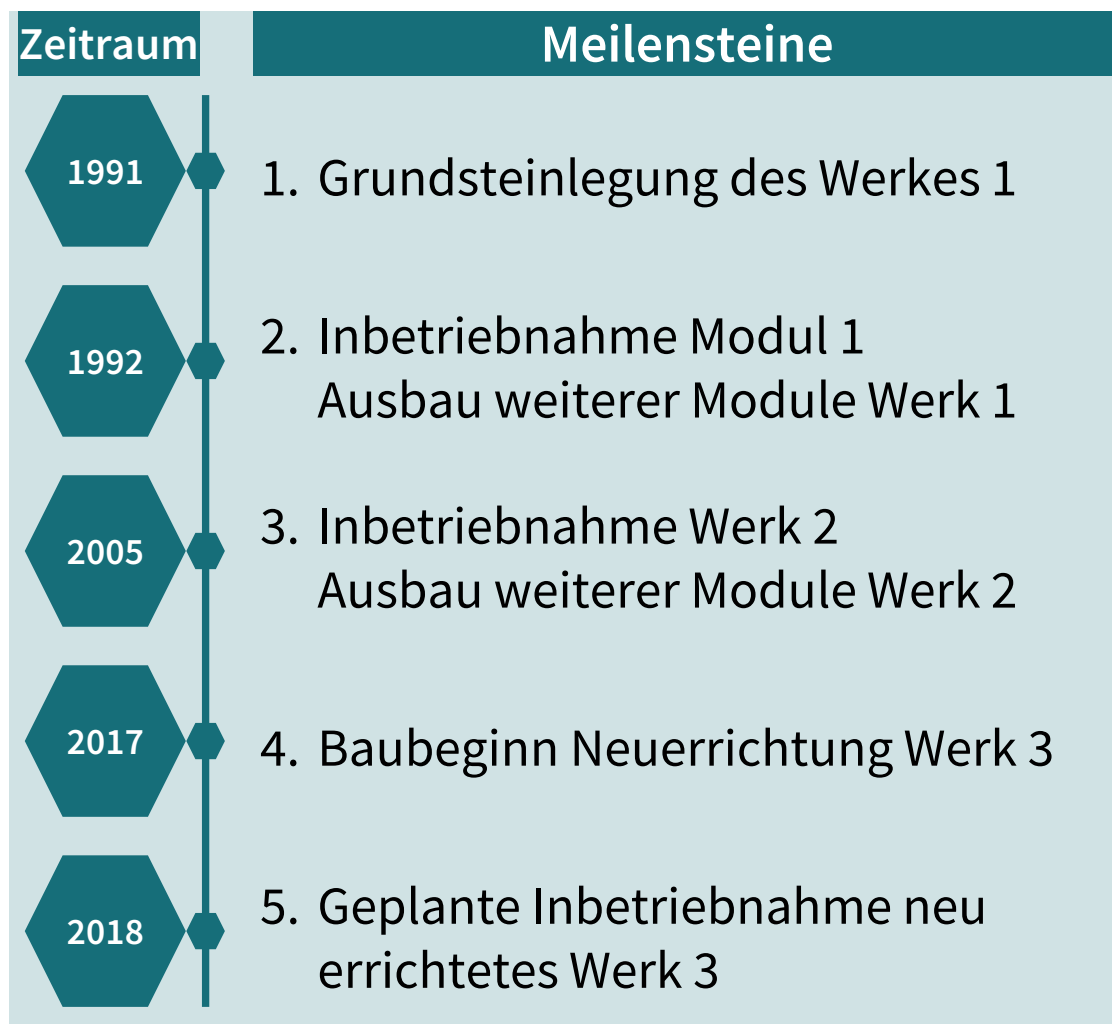 Zeitraum
Meilensteine
1991
1. Grundsteinlegung des Werkes 1
1992
2. Inbetriebnahme Modul 1
Ausbau weiterer Module Werk 1
2005
3. Inbetriebnahme Werk 2
Ausbau weiterer Module Werk 2
2017
4. Baubeginn Neuerrichtung Werk 3
2018
5. Geplante Inbetriebnahme neu
errichtetes Werk 3